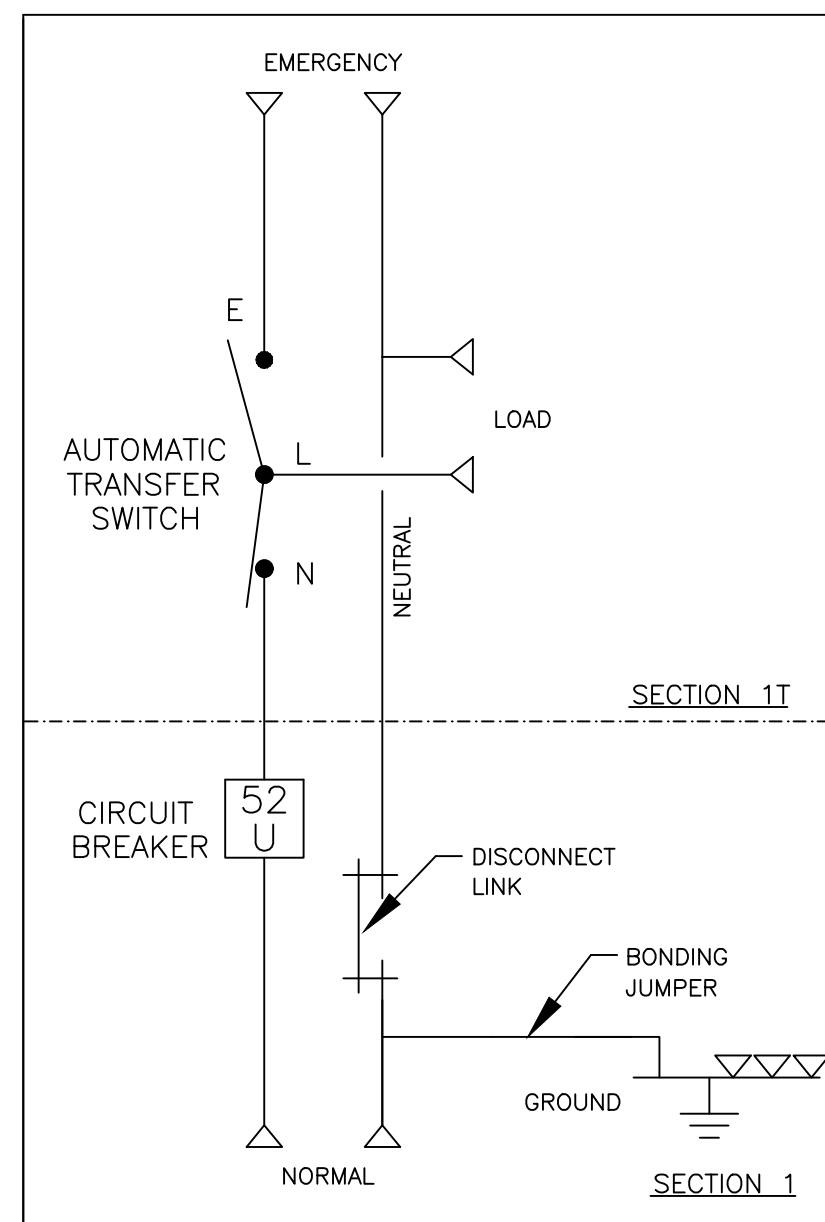 EMERGENCY
E
LOAD
AUTOMATIC
TRANSFER
SWITCH
L
N
NEUTRAL
SECTION 1T
CIRCUIT
BREAKER
52
U
DISCONNECT
LINK
BONDING
JUMPER
GROUND
NORMAL
SECTION 1